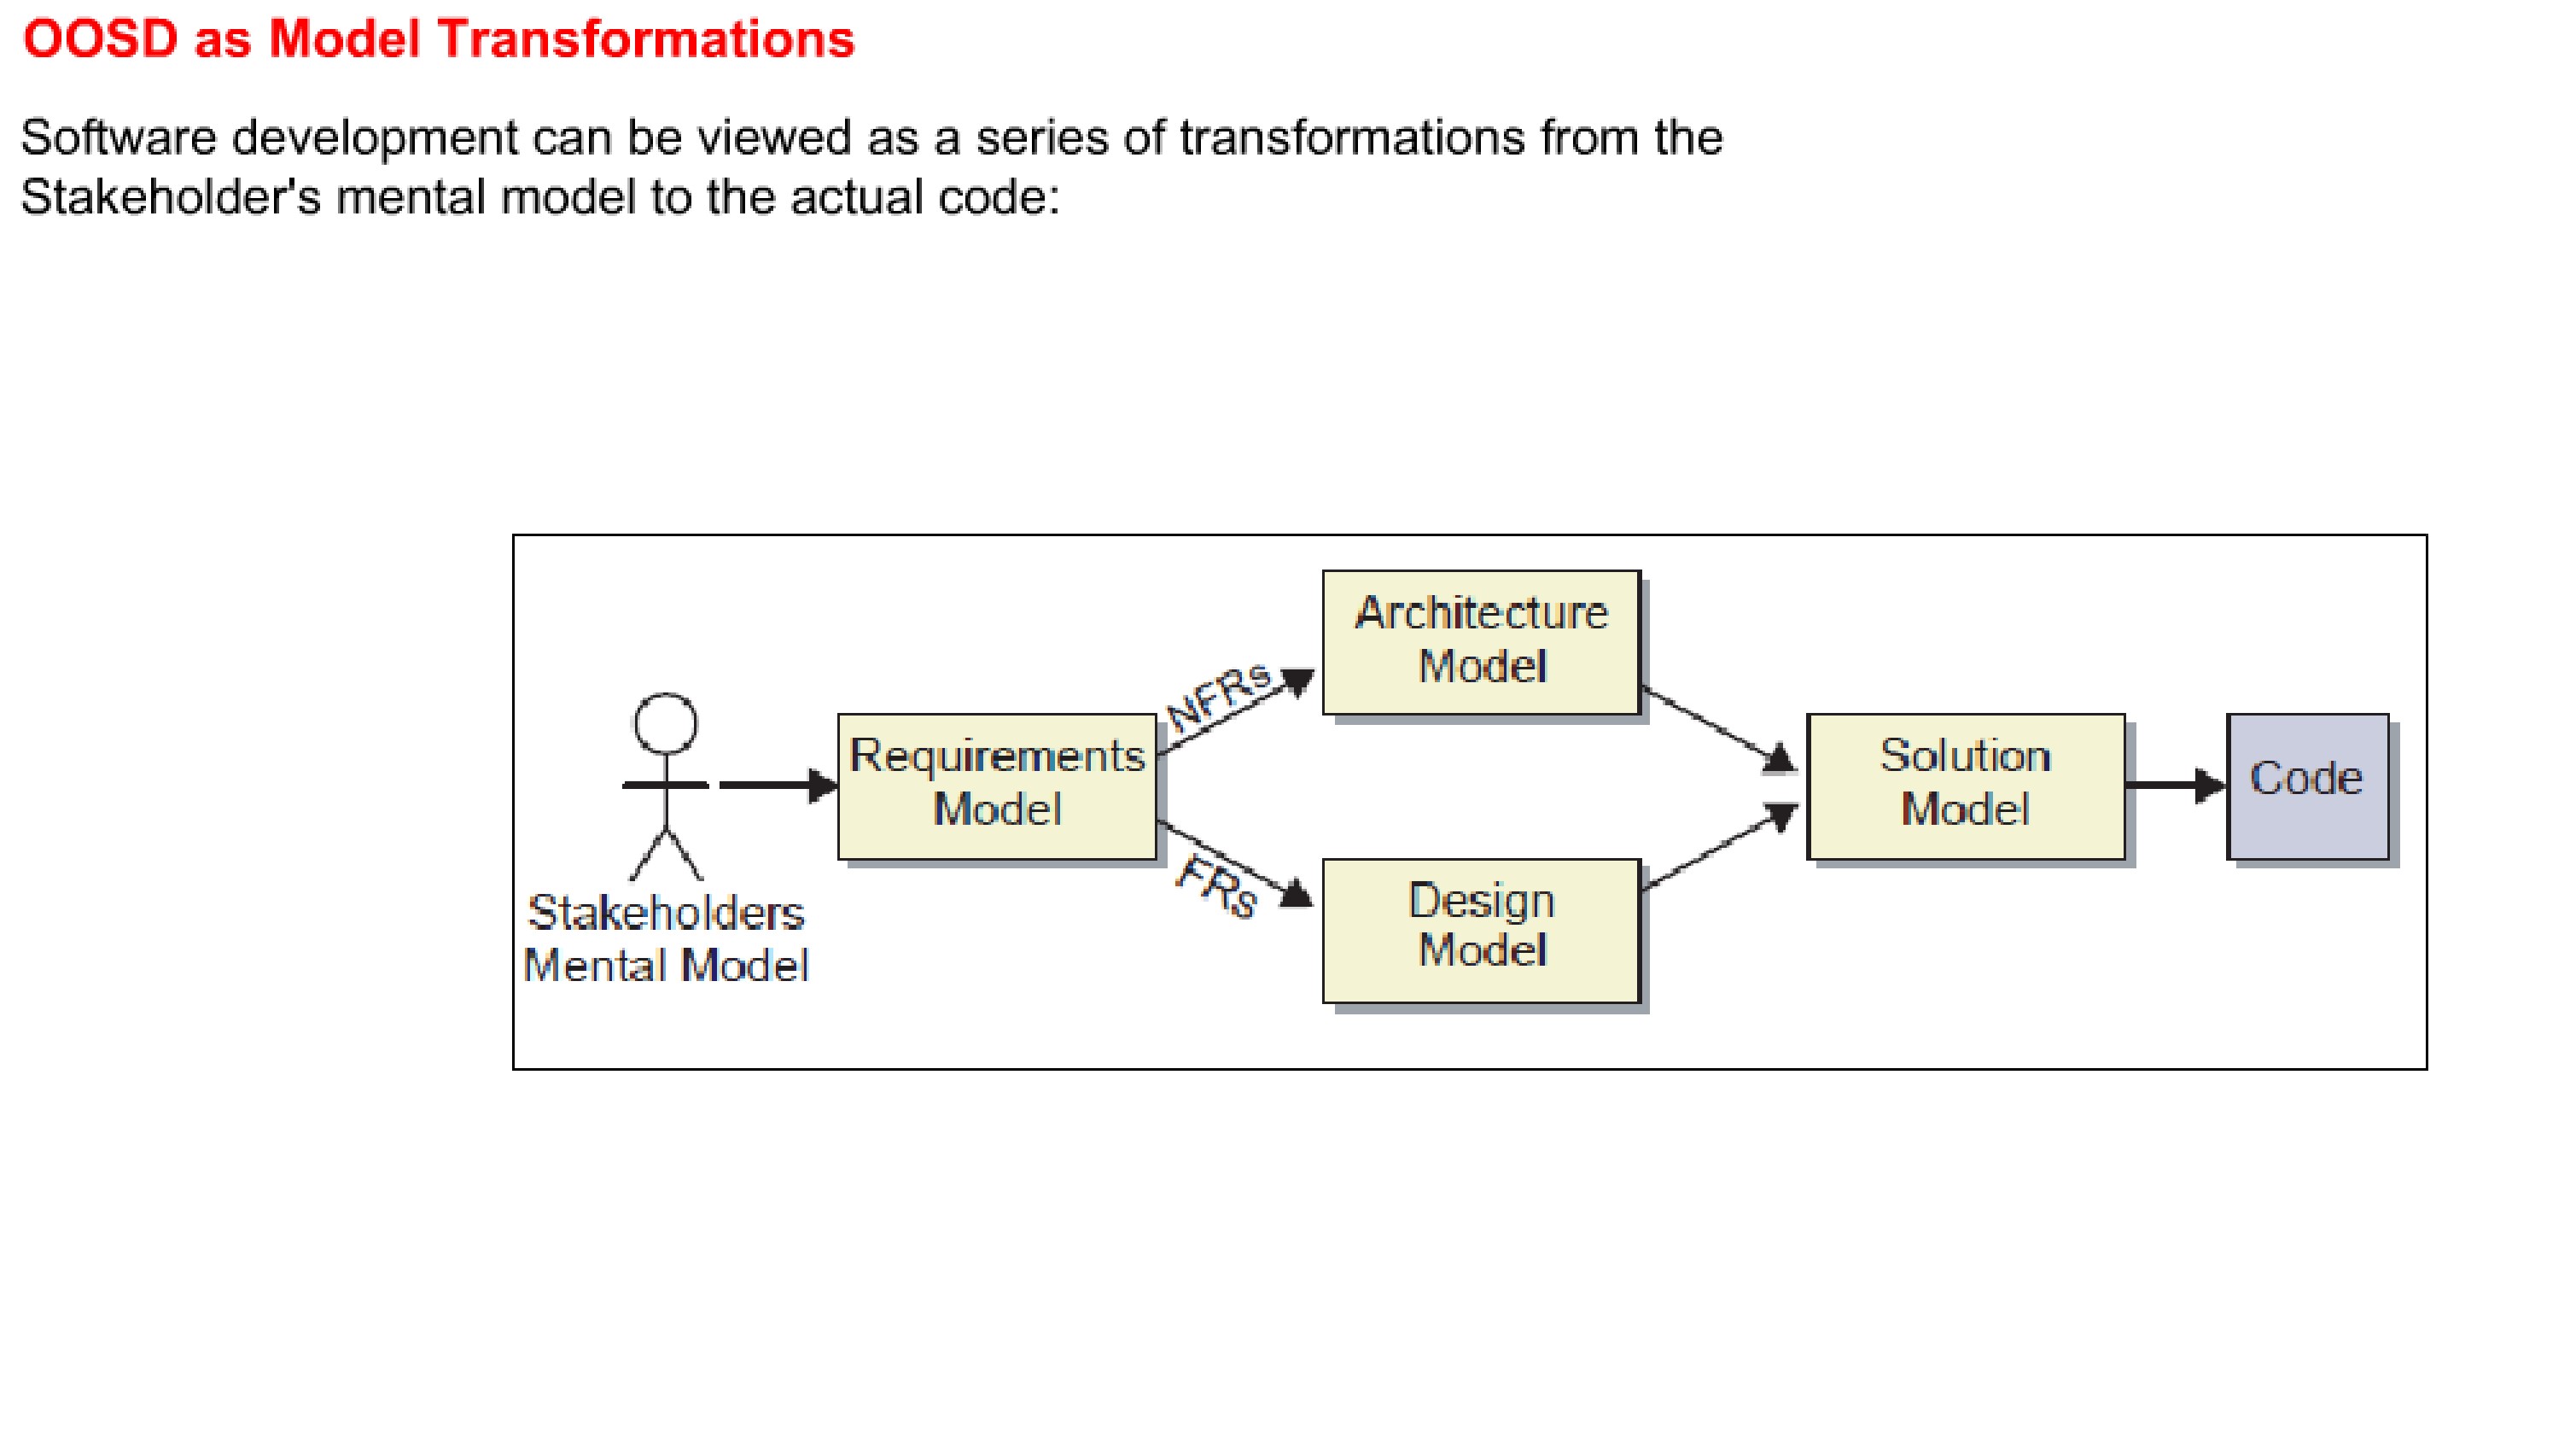 OOSD as Model Transformations
Software development can be viewed as a series of transformations from the
Stakeholder's mental model to the actual code:
Stakeholders
Mental Model
Requirements
Model
NFRs
FRs
Architecture
Model
Design
Model
Solution
Model
Code